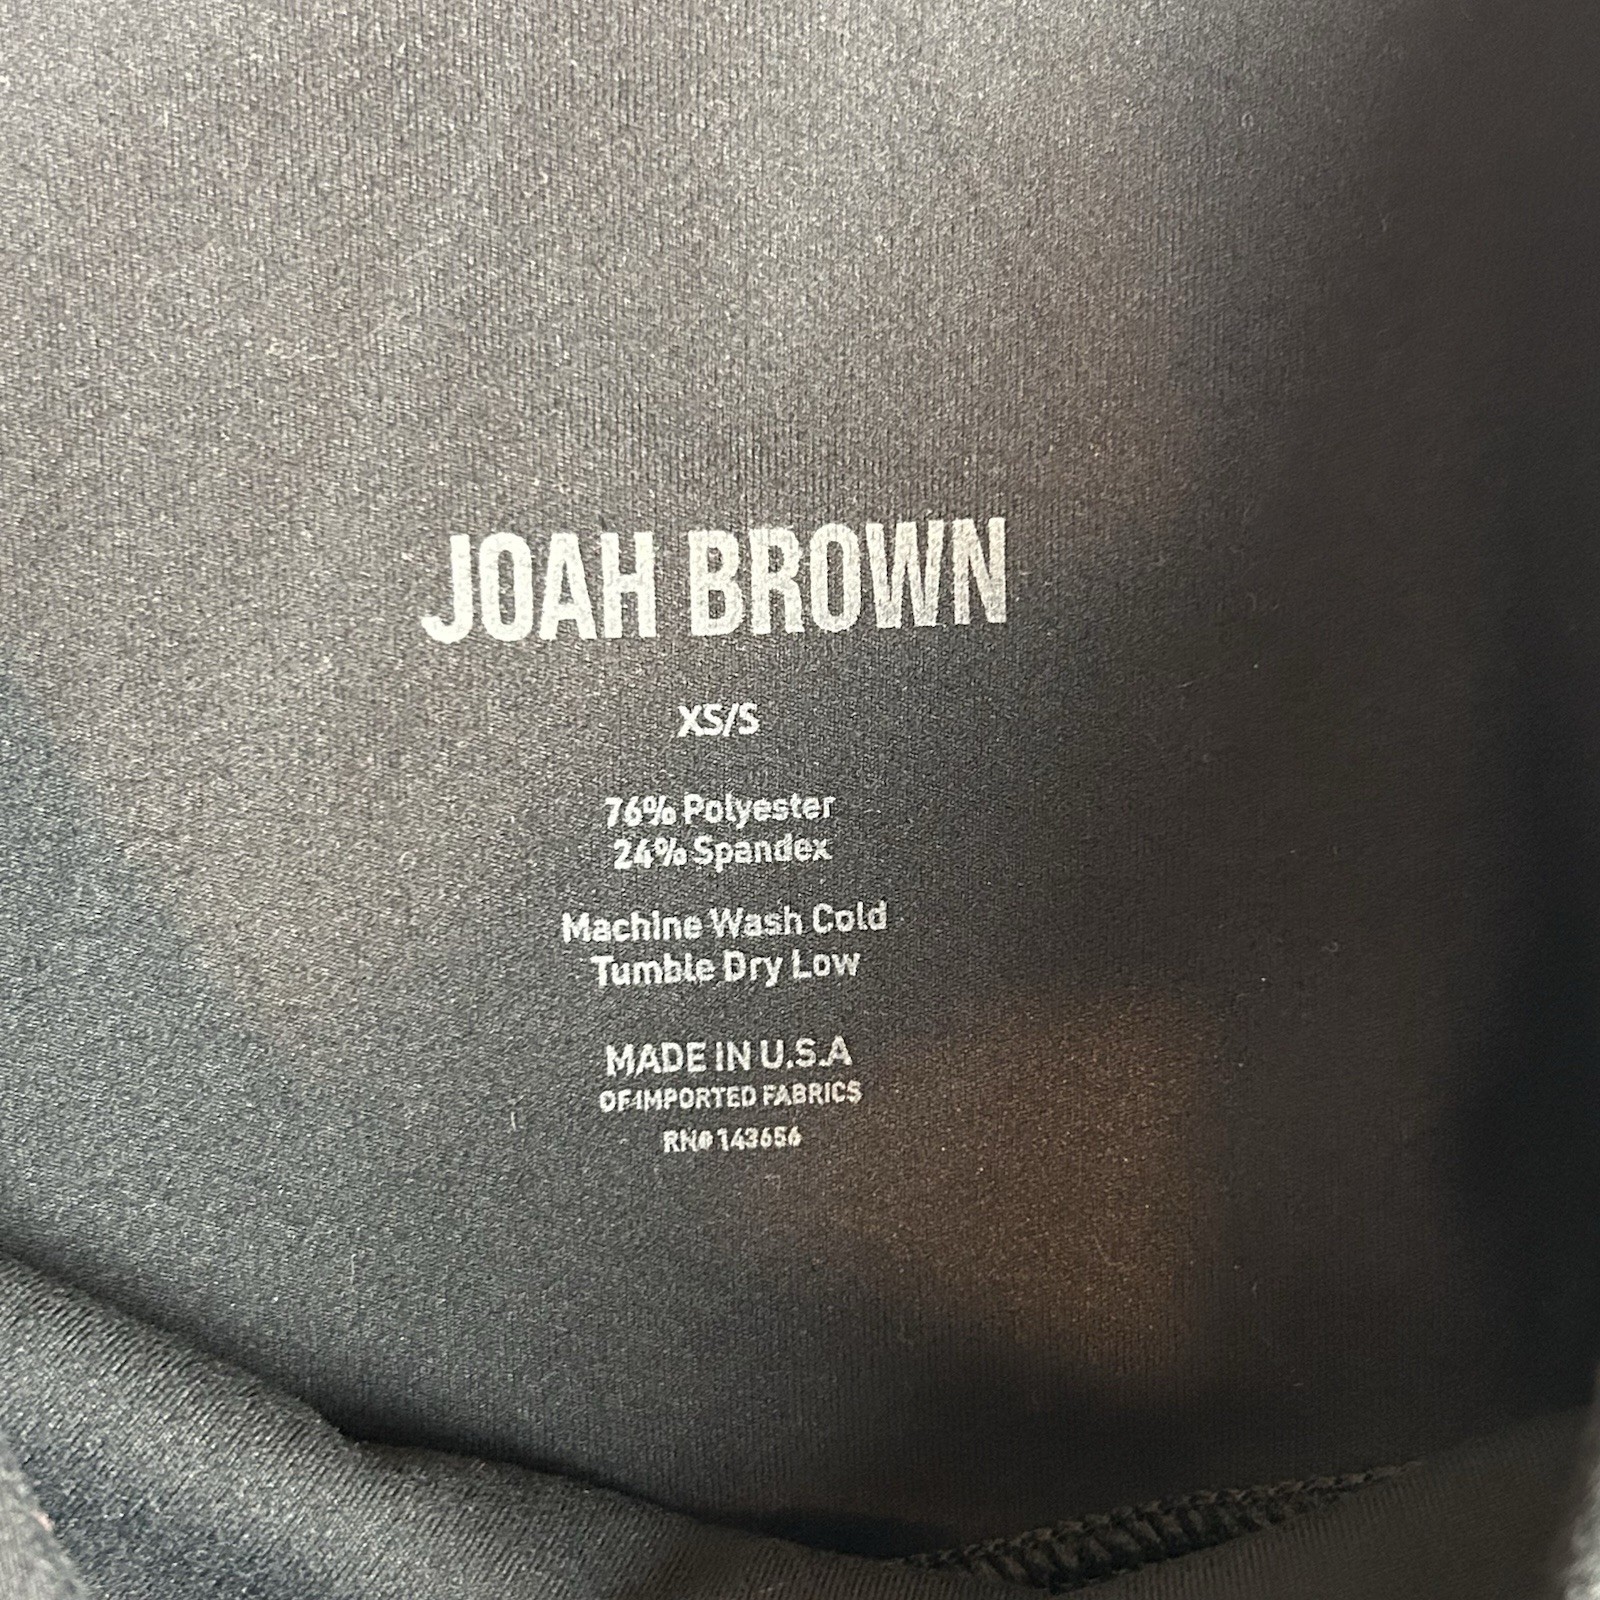 JOAH BROWN
XS/S
76% Polyester
24% Spandex
Machine Wash Cold
Tumble Dry Low
MADE IN U.S.A
OF IMPORTED FABRICS
RN# 143656